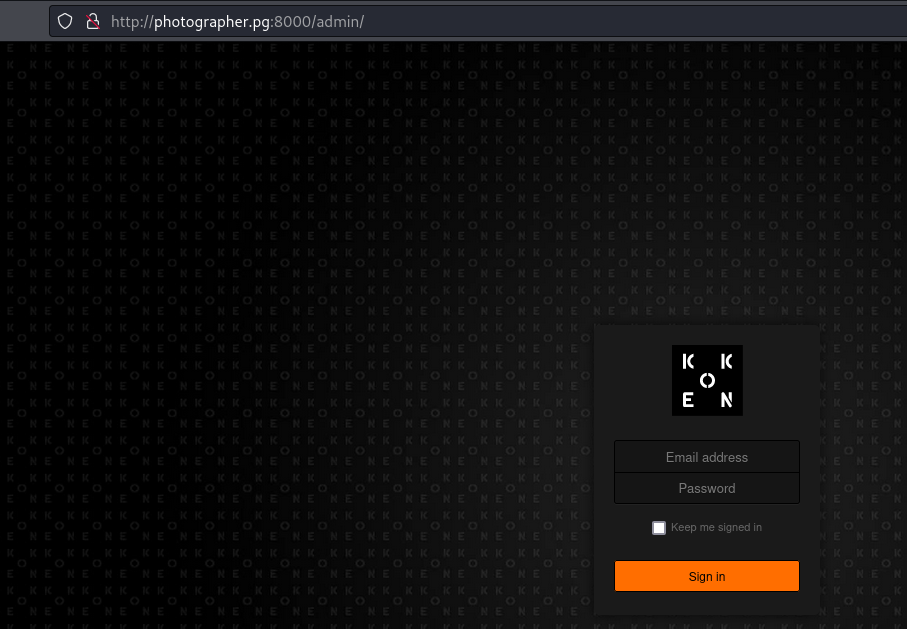 http://photographer.pg:8000/admin/
K K
O
E N
Email address
Password
Keep me signed in
Sign in